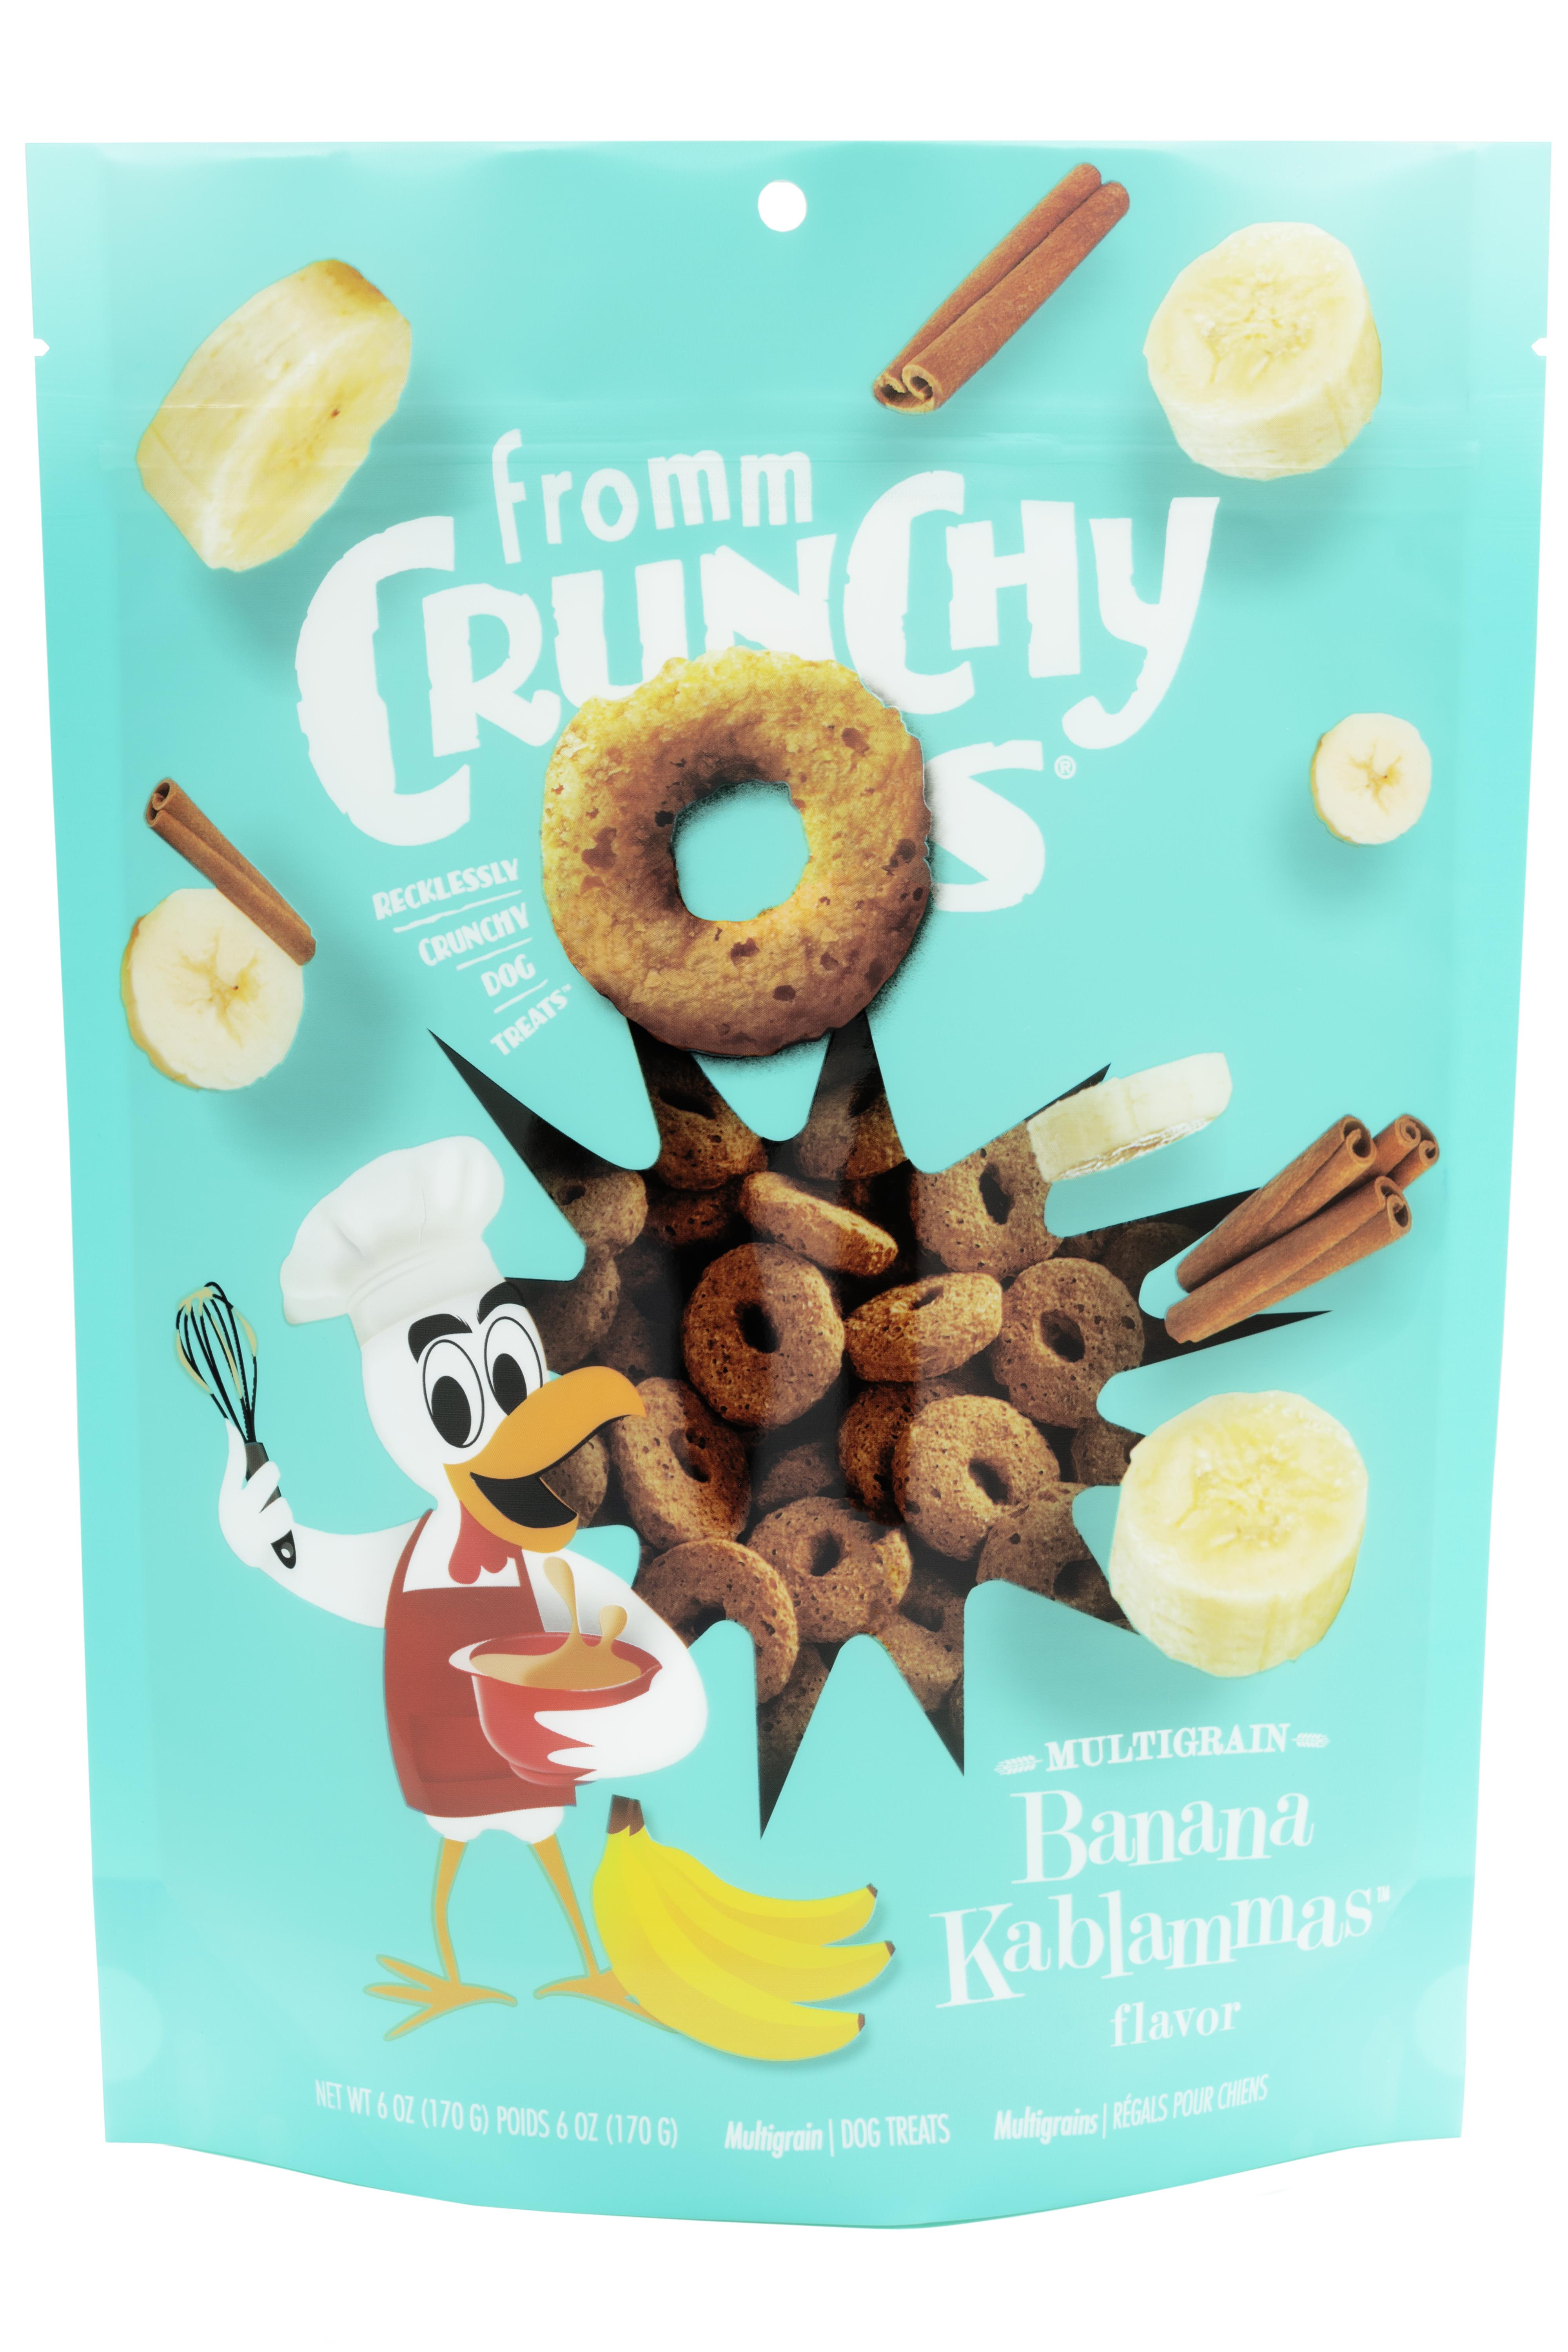 fromm
CRUNCHY
OS®
RECKLESSLY
CRUNCHY
DOG
TREATS™
MULTIGRAIN
Banana
Kablammas™
flavor
NET WT 6 OZ (170 G) POIDS 6 OZ (170 G) Multigrain | DOG TREATS Multigrains | RÉGALS POUR CHIENS